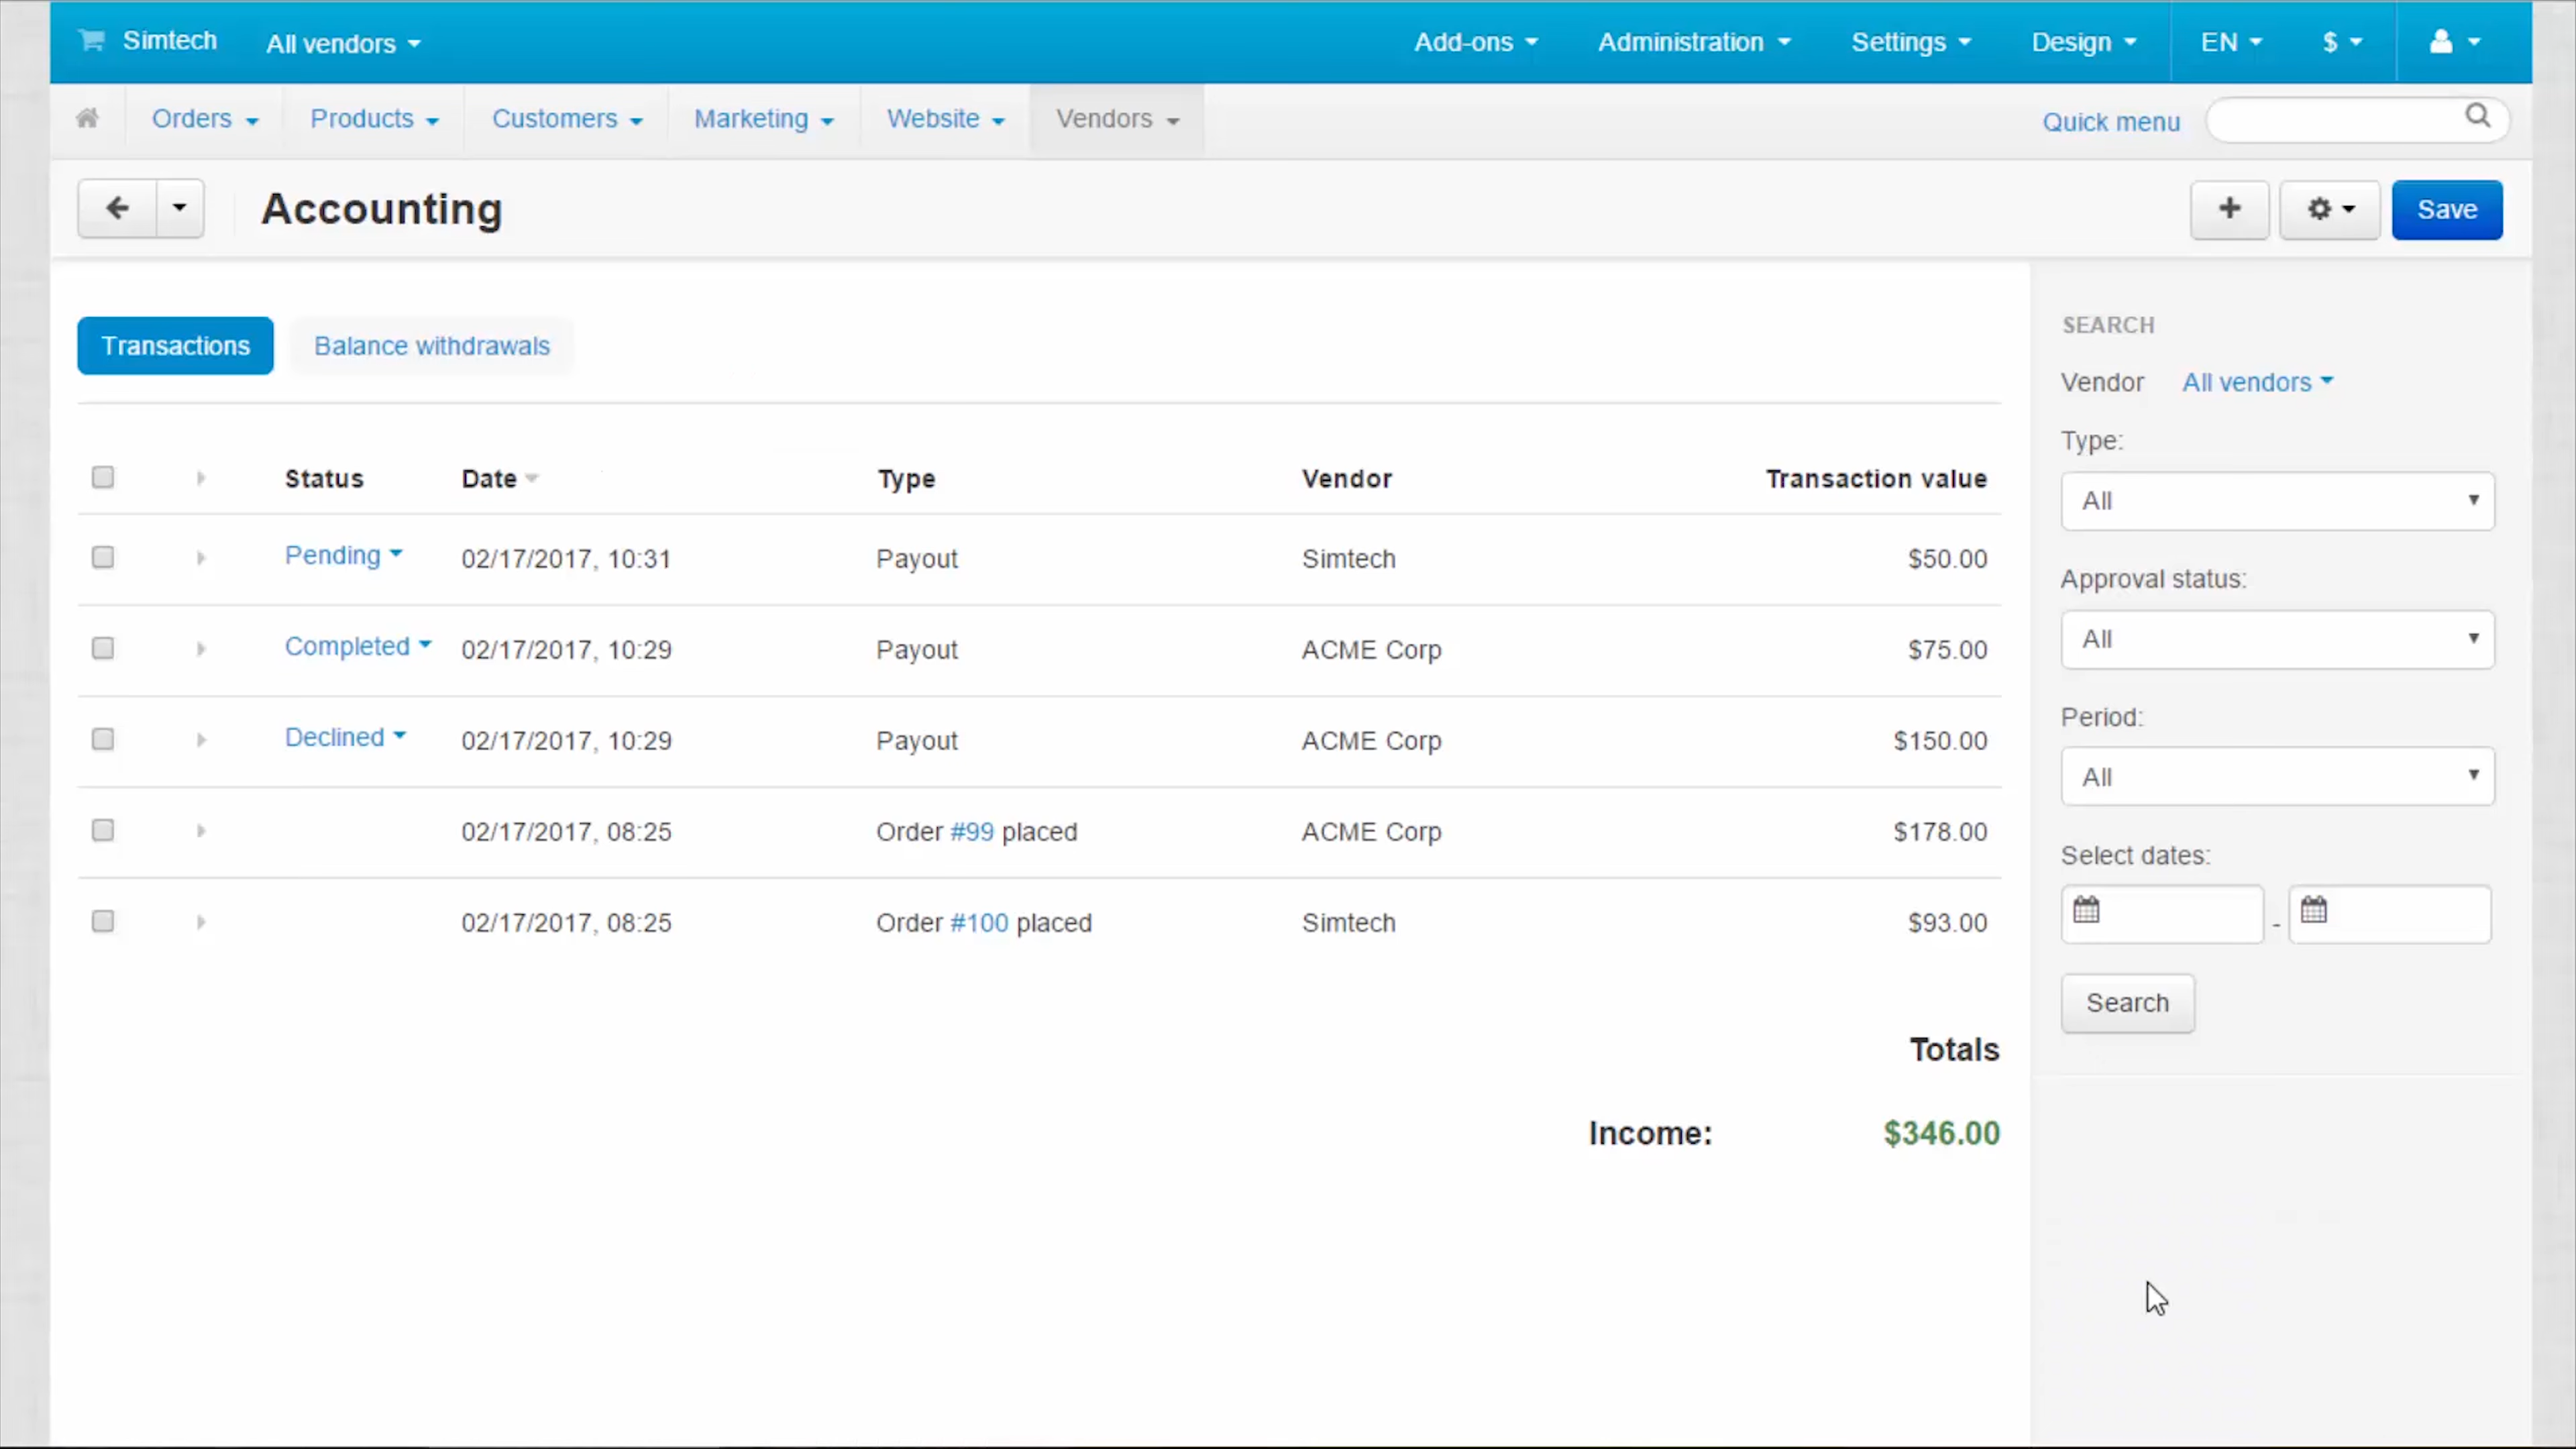 Simtech All vendors Add-ons Administration Settings Design EN $
Orders Products Customers Marketing Website Vendors Quick menu
Accounting Save
Transactions Balance withdrawals
Status Date Type Vendor Transaction value
Pending 02/17/2017, 10:31 Payout Simtech $50.00
Completed 02/17/2017, 10:29 Payout ACME Corp $75.00
Declined 02/17/2017, 10:29 Payout ACME Corp $150.00
02/17/2017, 08:25 Order #99 placed ACME Corp $178.00
02/17/2017, 08:25 Order #100 placed Simtech $93.00
Totals
Income: $346.00
SEARCH
Vendor All vendors
Type:
All
Approval status:
All
Period:
All
Select dates:
-
Search